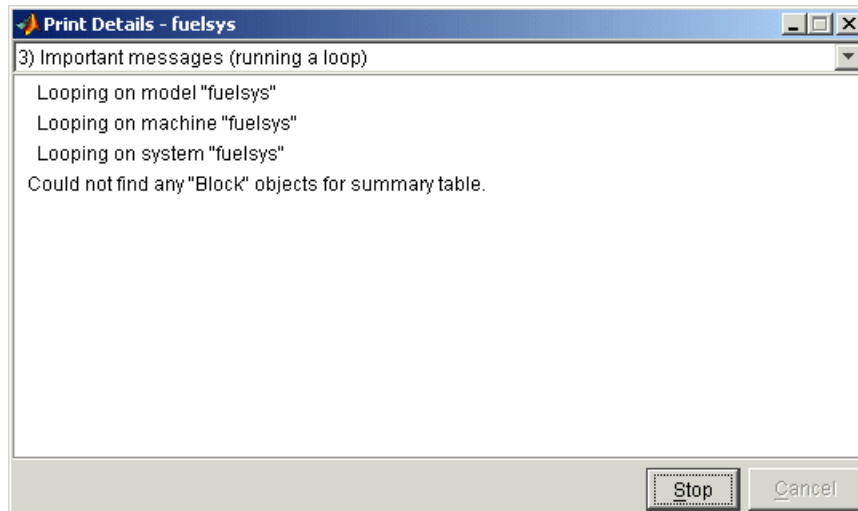 Print Details - fuelsys
3) Important messages (running a loop)
Looping on model "fuelsys"
Looping on machine "fuelsys"
Looping on system "fuelsys"
Could not find any "Block" objects for summary table.
Stop Cancel